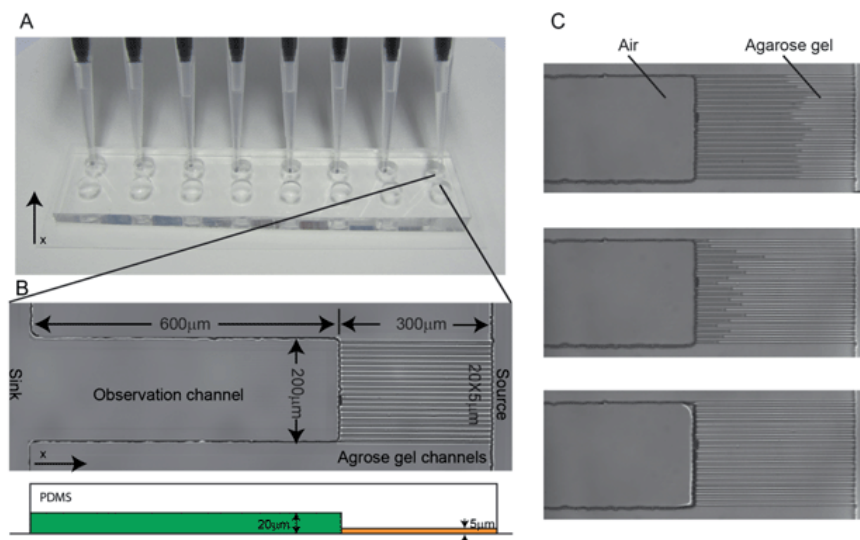 A
C
Air
Agarose gel
x
B
600μm
300μm
Sink
Observation channel
200μm
20X5μm
Source
x
Agrose gel channels
PDMS
20μm
5μm